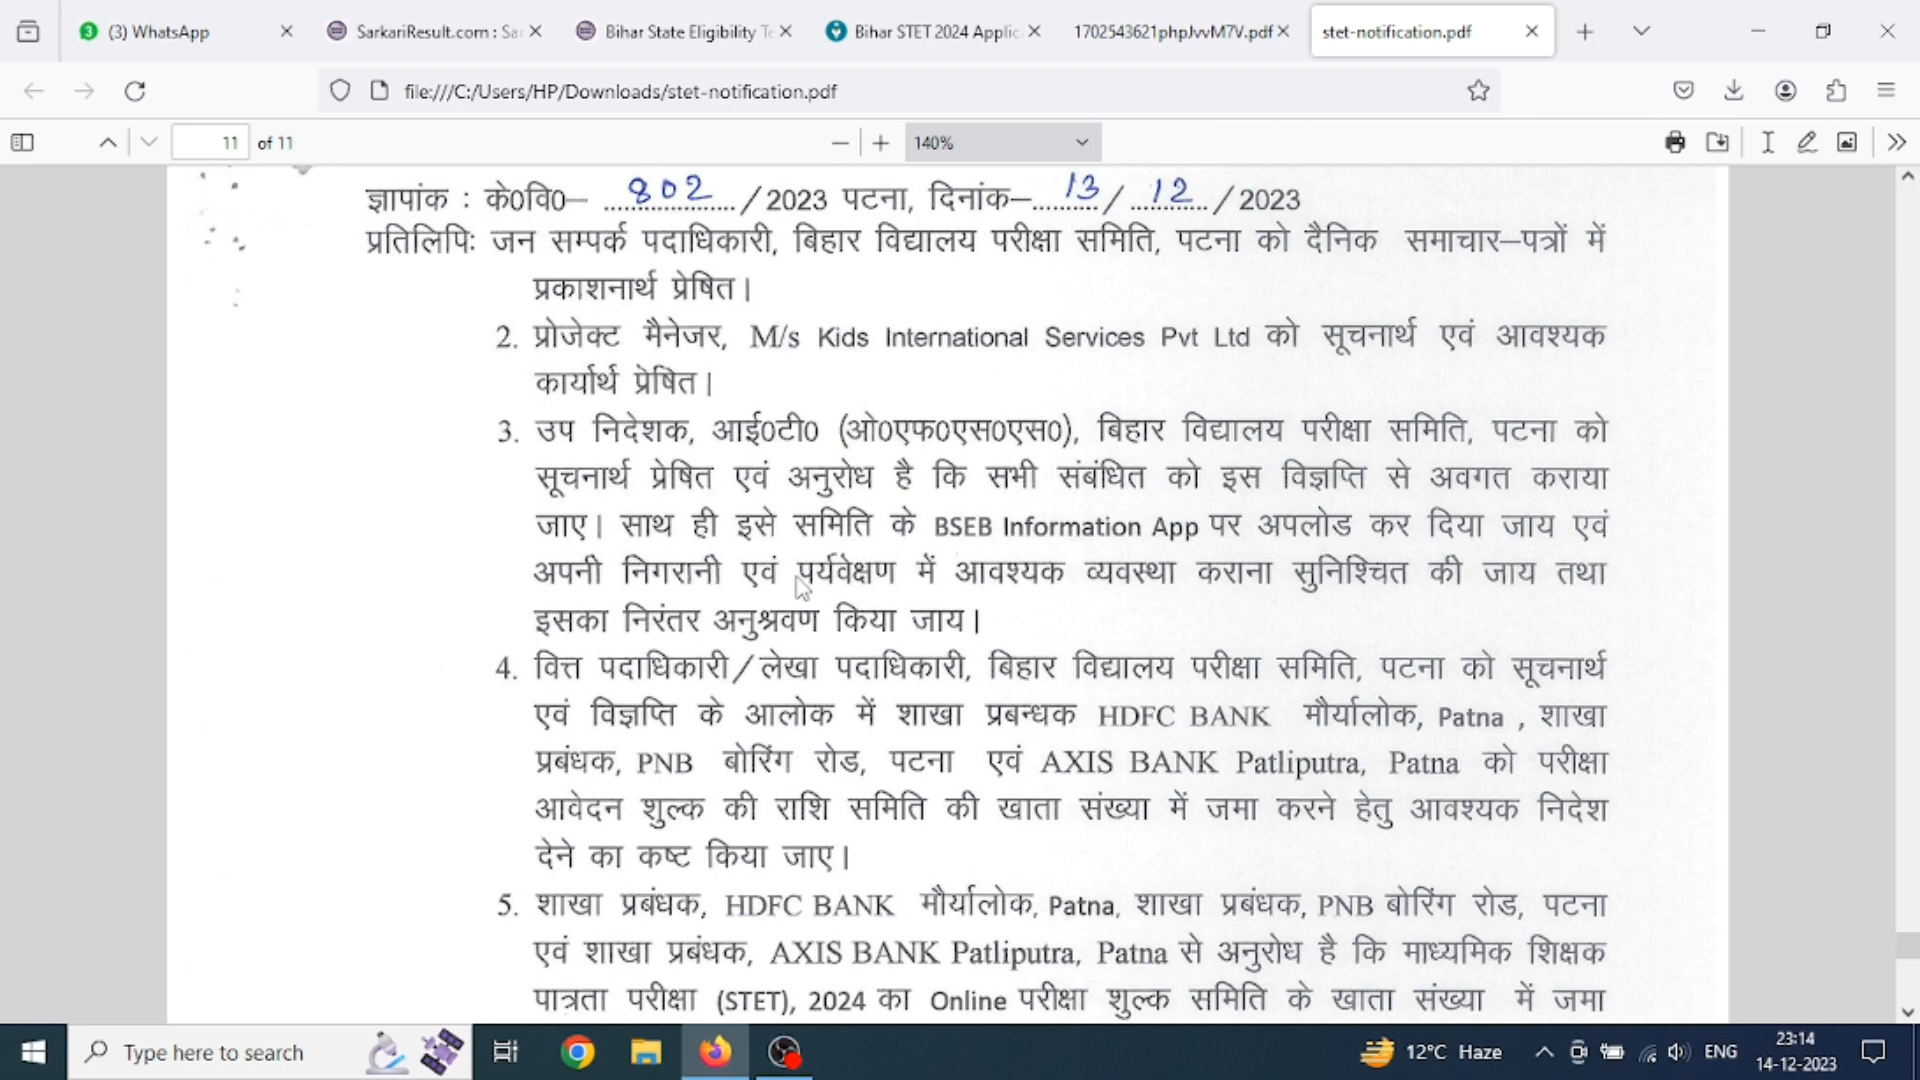 (3) WhatsApp
SarkariResult.com : Sar
Bihar State Eligibility Te
Bihar STET 2024 Applic
1702543621phpJvvM7V.pdf
stet-notification.pdf
file:///C:/Users/HP/Downloads/stet-notification.pdf
11 of 11
140%
ज्ञापांक : के0वि0– 802 /2023 पटना, दिनांक– 13 / 12 /2023
प्रतिलिपिः जन सम्पर्क पदाधिकारी, बिहार विद्यालय परीक्षा समिति, पटना को दैनिक समाचार–पत्रों में
प्रकाशनार्थ प्रेषित।
2. प्रोजेक्ट मैनेजर, M/s Kids International Services Pvt Ltd को सूचनार्थ एवं आवश्यक
कार्यार्थ प्रेषित।
3. उप निदेशक, आई0टी0 (ओ0एफ0एस0एस0), बिहार विद्यालय परीक्षा समिति, पटना को
सूचनार्थ प्रेषित एवं अनुरोध है कि सभी संबंधित को इस विज्ञप्ति से अवगत कराया
जाए। साथ ही इसे समिति के BSEB Information App पर अपलोड कर दिया जाय एवं
अपनी निगरानी एवं पर्यवेक्षण में आवश्यक व्यवस्था कराना सुनिश्चित की जाय तथा
इसका निरंतर अनुश्रवण किया जाय।
4. वित्त पदाधिकारी/लेखा पदाधिकारी, बिहार विद्यालय परीक्षा समिति, पटना को सूचनार्थ
एवं विज्ञप्ति के आलोक में शाखा प्रबन्धक HDFC BANK मौर्यालोक, Patna , शाखा
प्रबंधक, PNB बोरिंग रोड, पटना एवं AXIS BANK Patliputra, Patna को परीक्षा
आवेदन शुल्क की राशि समिति की खाता संख्या में जमा करने हेतु आवश्यक निदेश
देने का कष्ट किया जाए।
5. शाखा प्रबंधक, HDFC BANK मौर्यालोक, Patna, शाखा प्रबंधक, PNB बोरिंग रोड, पटना
एवं शाखा प्रबंधक, AXIS BANK Patliputra, Patna से अनुरोध है कि माध्यमिक शिक्षक
पात्रता परीक्षा (STET), 2024 का Online परीक्षा शुल्क समिति के खाता संख्या में जमा
Type here to search
12°C Haze
ENG
23:14
14-12-2023